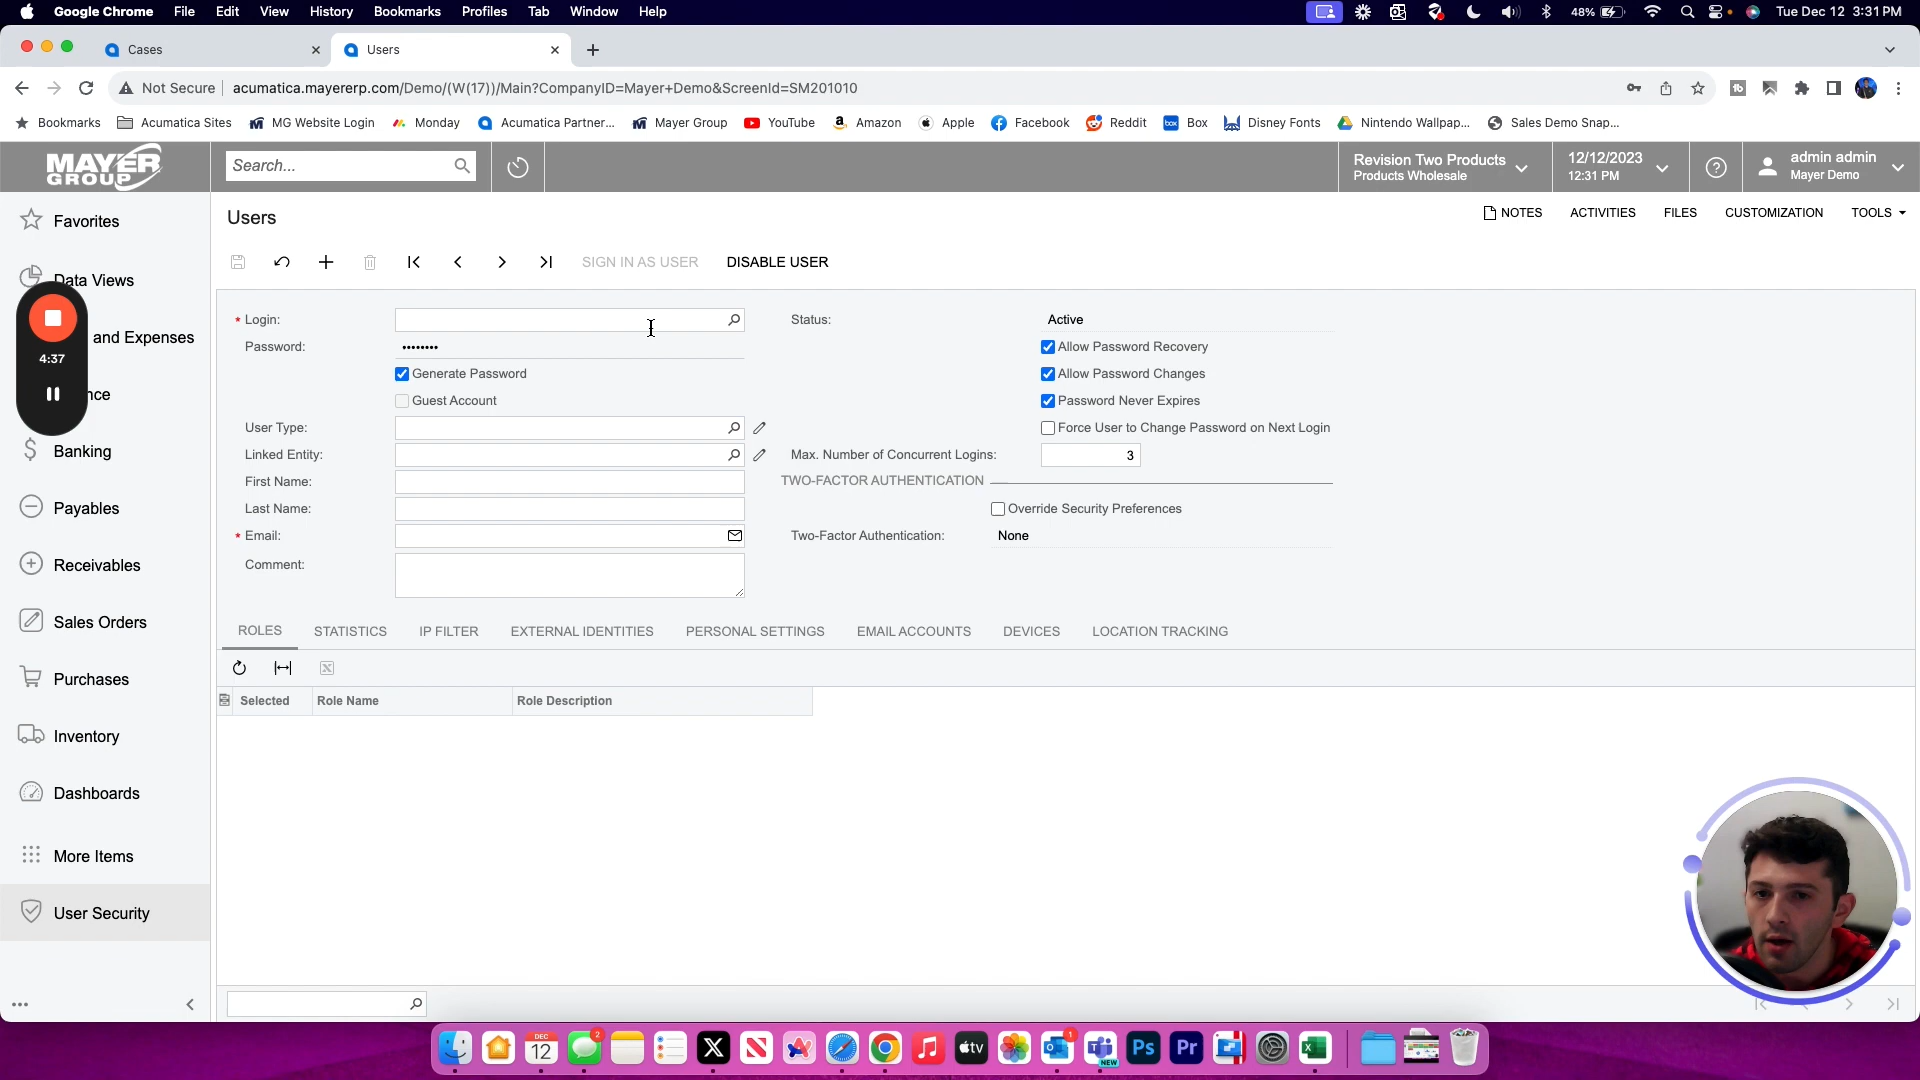 Google Chrome File Edit View History Bookmarks Profiles Tab Window Help
48% Tue Dec 12 3:31 PM
Cases
Users
Not Secure
acumatica.mayererp.com/Demo/(W(17))/Main?CompanyID=Mayer+Demo&ScreenId=SM201010
Bookmarks Acumatica Sites MG Website Login Monday Acumatica Partner... Mayer Group YouTube Amazon Apple Facebook Reddit Box Disney Fonts Nintendo Wallpap... Sales Demo Snap...
MAYER
GROUP
Search...
Revision Two Products
Products Wholesale
12/12/2023
12:31 PM
admin admin
Mayer Demo
Favorites
Data Views
and Expenses
4:37
nce
Banking
Payables
Receivables
Sales Orders
Purchases
Inventory
Dashboards
More Items
User Security
Users
NOTES ACTIVITIES FILES CUSTOMIZATION TOOLS
SIGN IN AS USER DISABLE USER
* Login:
Password: ••••••••
Generate Password
Guest Account
User Type:
Linked Entity:
First Name:
Last Name:
* Email:
Comment:
Status: Active
Allow Password Recovery
Allow Password Changes
Password Never Expires
Force User to Change Password on Next Login
Max. Number of Concurrent Logins: 3
TWO-FACTOR AUTHENTICATION
Override Security Preferences
Two-Factor Authentication: None
ROLES STATISTICS IP FILTER EXTERNAL IDENTITIES PERSONAL SETTINGS EMAIL ACCOUNTS DEVICES LOCATION TRACKING
Selected Role Name Role Description
DEC
12
2
X
tv
1
NEW
Ps
Pr